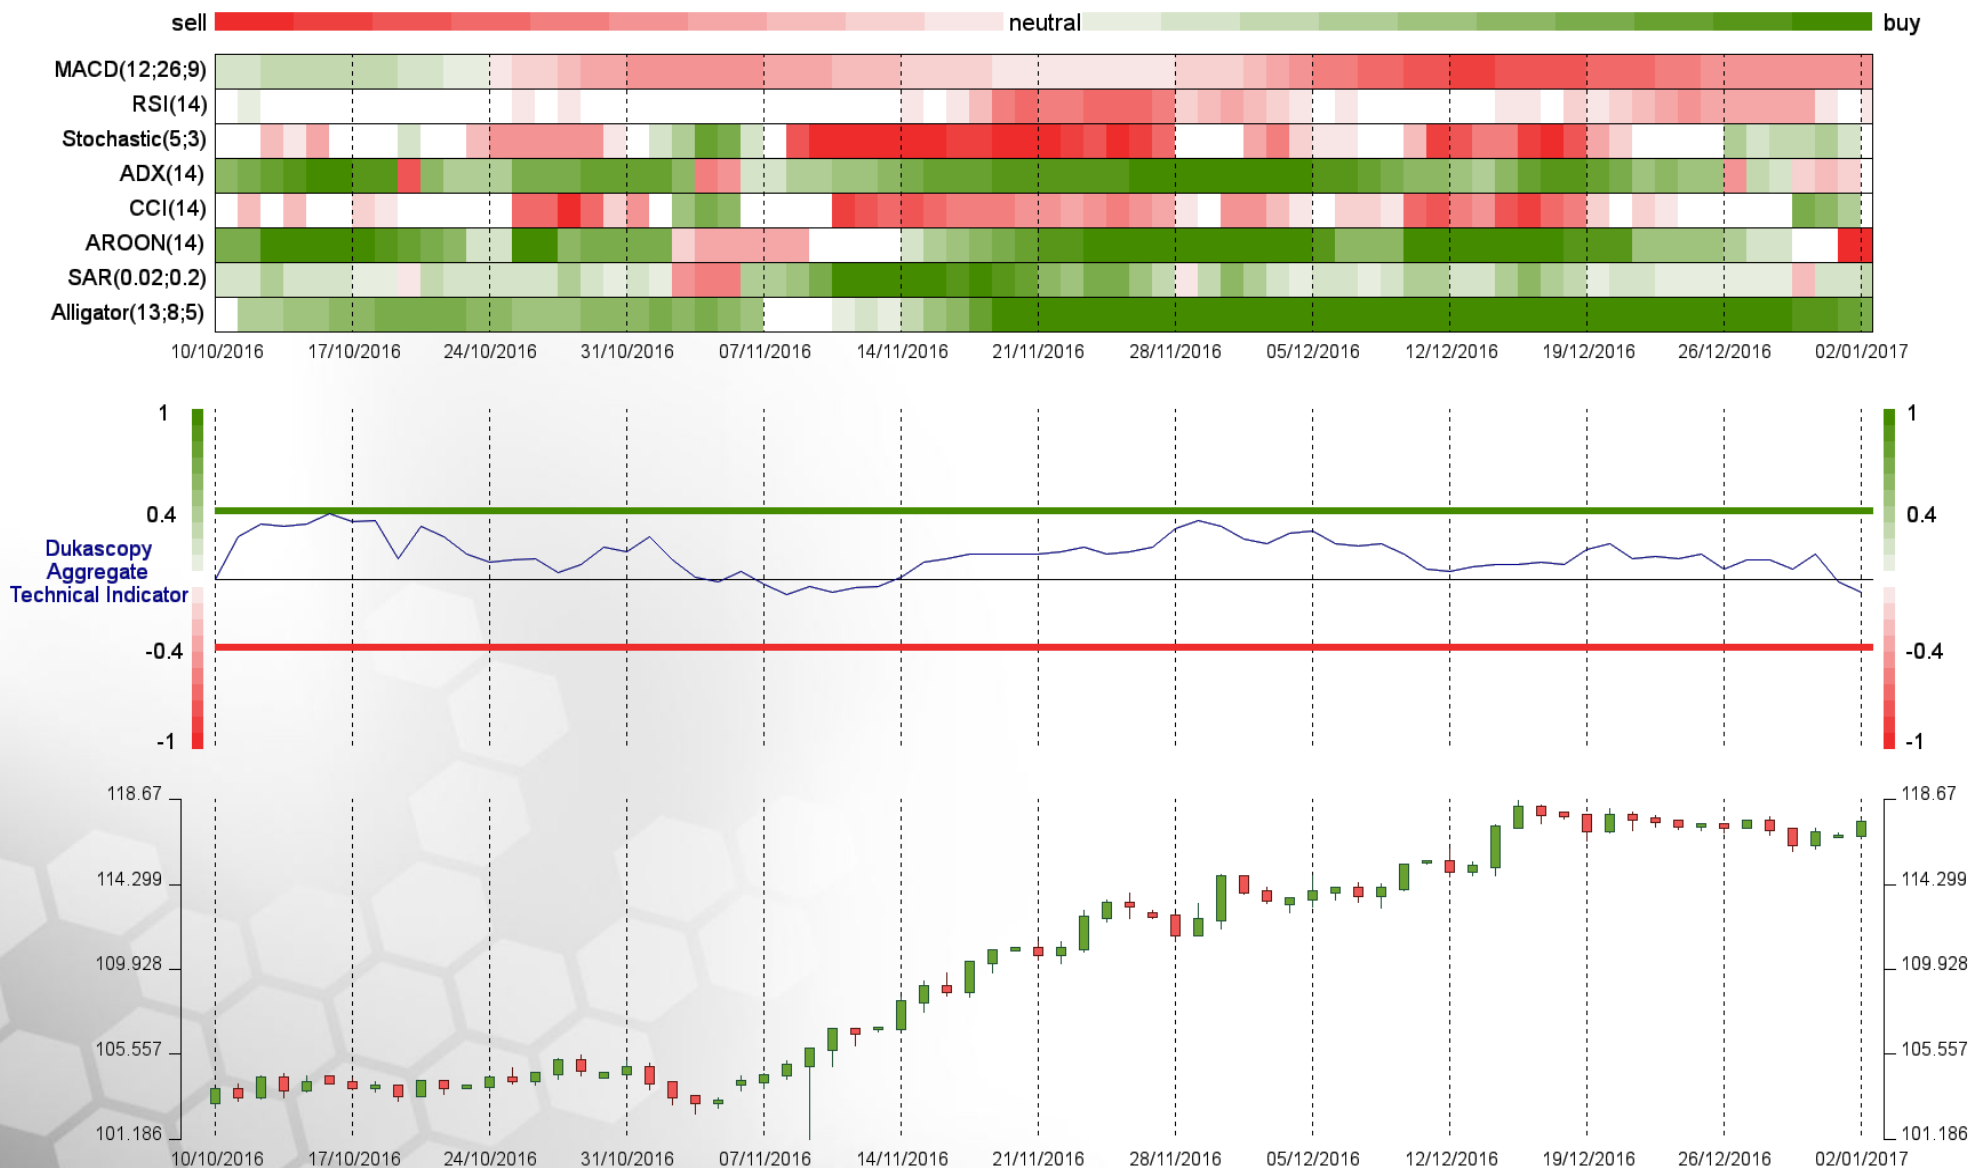 sell neutral buy
MACD(12;26;9)
RSI(14)
Stochastic(5;3)
ADX(14)
CCI(14)
AROON(14)
SAR(0.02;0.2)
Alligator(13;8;5)
10/10/2016 17/10/2016 24/10/2016 31/10/2016 07/11/2016 14/11/2016 21/11/2016 28/11/2016 05/12/2016 12/12/2016 19/12/2016 26/12/2016 02/01/2017
1 1
0.4 0.4
Dukascopy
Aggregate
Technical Indicator
-0.4 -0.4
-1 -1
118.67 118.67
114.299 114.299
109.928 109.928
105.557 105.557
101.186 101.186
10/10/2016 17/10/2016 24/10/2016 31/10/2016 07/11/2016 14/11/2016 21/11/2016 28/11/2016 05/12/2016 12/12/2016 19/12/2016 26/12/2016 02/01/2017